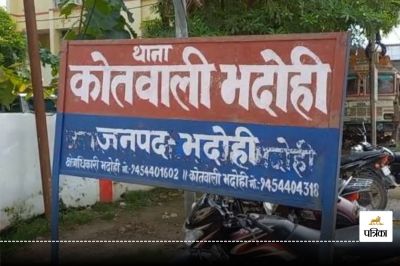 थाना
कोतवाली भदोही
जनपद- भदोही
क्षेत्राधिकारी भदोही नं.-9454401602 // कोतवाली भदोही नं.-9454404318
पत्रिका